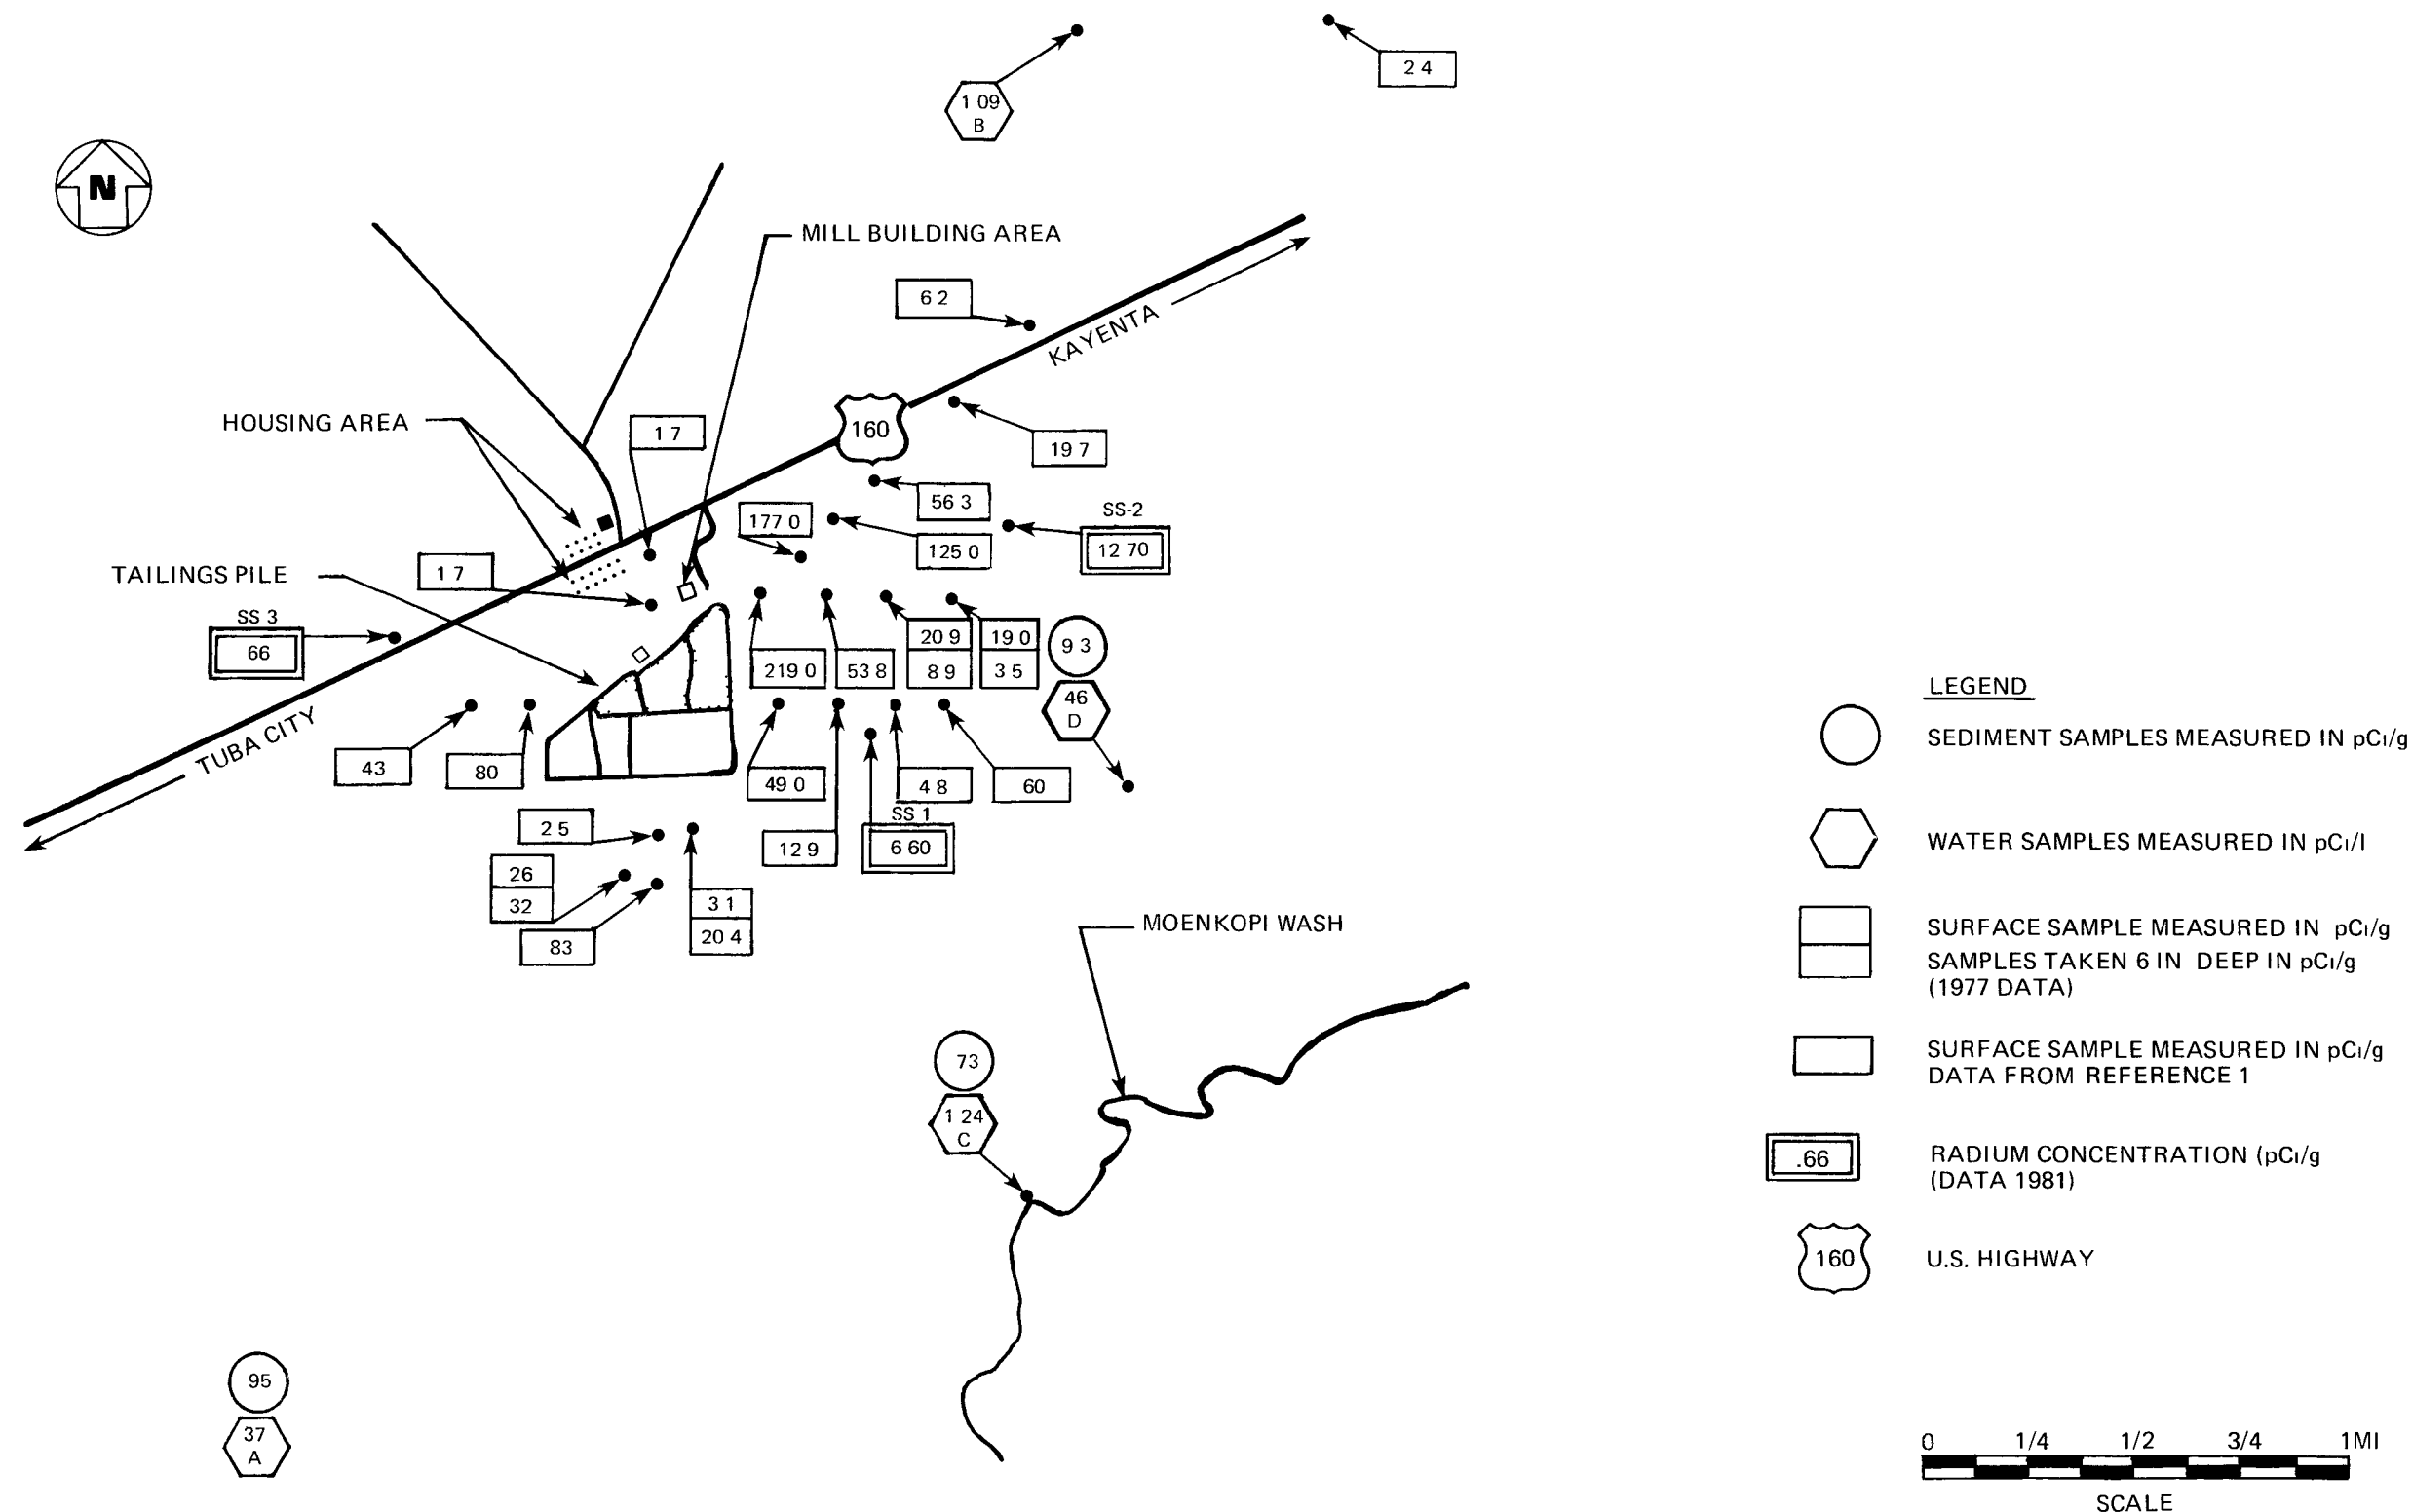 2 4
1 09
B
N
MILL BUILDING AREA
6 2
KAYENTA
HOUSING AREA
1 7
160
19 7
56 3
177 0
SS-2
125 0
12 70
1 7
TAILINGS PILE
SS 3
66
20 9
8 9
19 0
3 5
9 3
219 0
53 8
46
D
TUBA CITY
43
80
49 0
4 8
60
SS 1
2 5
12 9
6 60
26
32
3 1
20 4
83
MOENKOPI WASH
73
1 24
C
95
37
A
LEGEND
SEDIMENT SAMPLES MEASURED IN pCı/g
WATER SAMPLES MEASURED IN pCı/l
SURFACE SAMPLE MEASURED IN pCı/g
SAMPLES TAKEN 6 IN DEEP IN pCı/g
(1977 DATA)
SURFACE SAMPLE MEASURED IN pCı/g
DATA FROM REFERENCE 1
.66
RADIUM CONCENTRATION (pCı/g
(DATA 1981)
160
U.S. HIGHWAY
0 1/4 1/2 3/4 1MI
SCALE